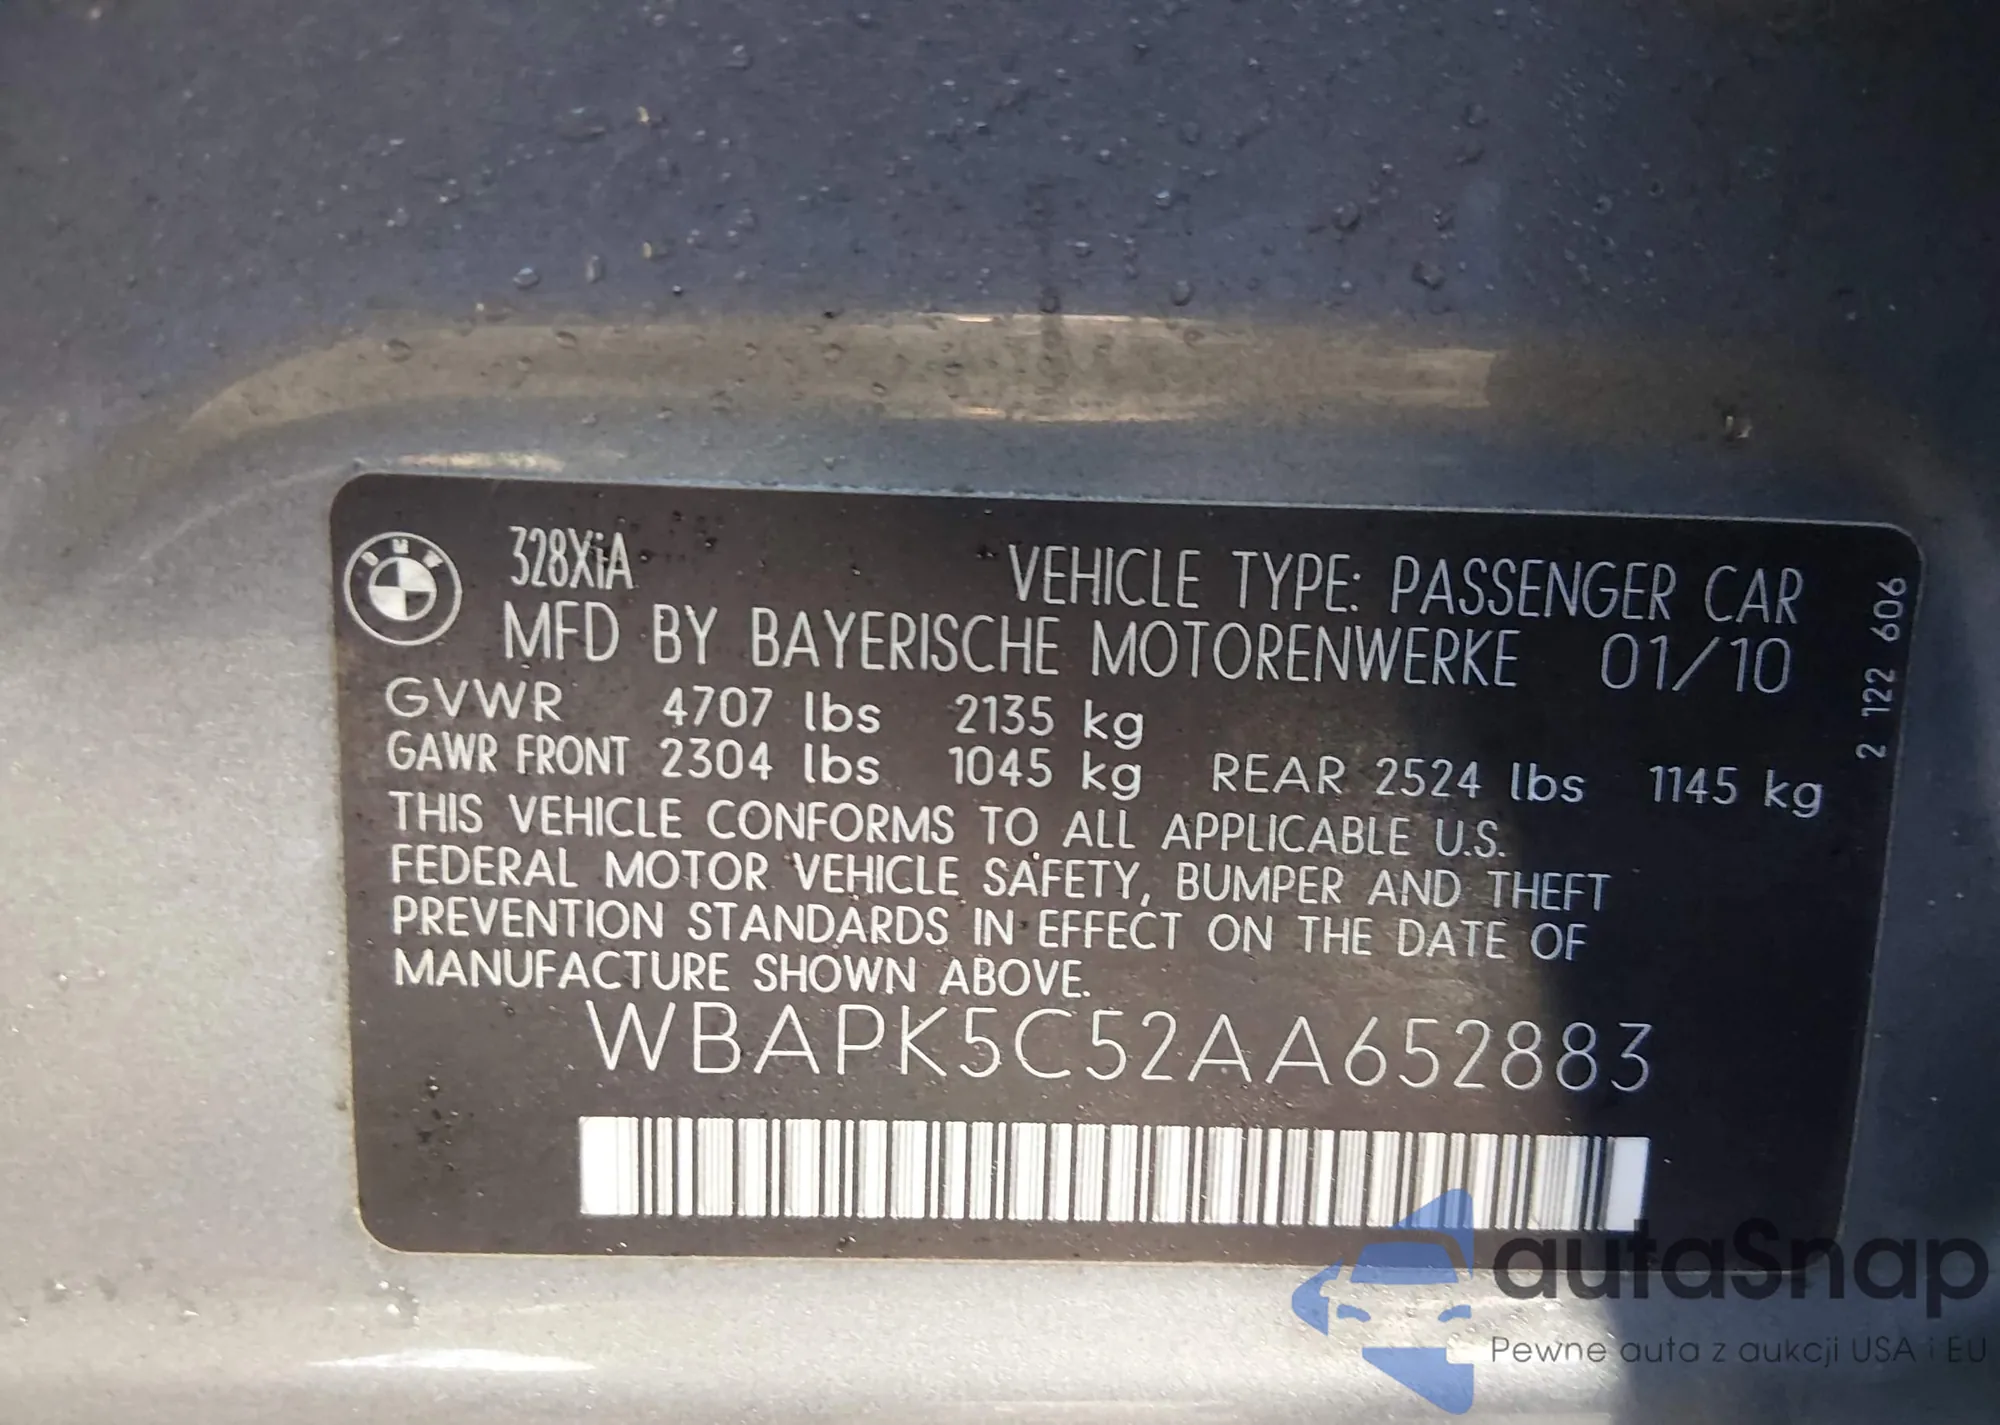 BMW
328XiA
VEHICLE TYPE: PASSENGER CAR
MFD BY BAYERISCHE MOTORENWERKE 01/10
GVWR 4707 lbs 2135 kg
GAWR FRONT 2304 lbs 1045 kg REAR 2524 lbs 1145 kg
THIS VEHICLE CONFORMS TO ALL APPLICABLE U.S.
FEDERAL MOTOR VEHICLE SAFETY, BUMPER AND THEFT
PREVENTION STANDARDS IN EFFECT ON THE DATE OF
MANUFACTURE SHOWN ABOVE.
WBAPK5C52AA652883
2 122 606
autaSnap
Pewne auta z aukcji USA i EU